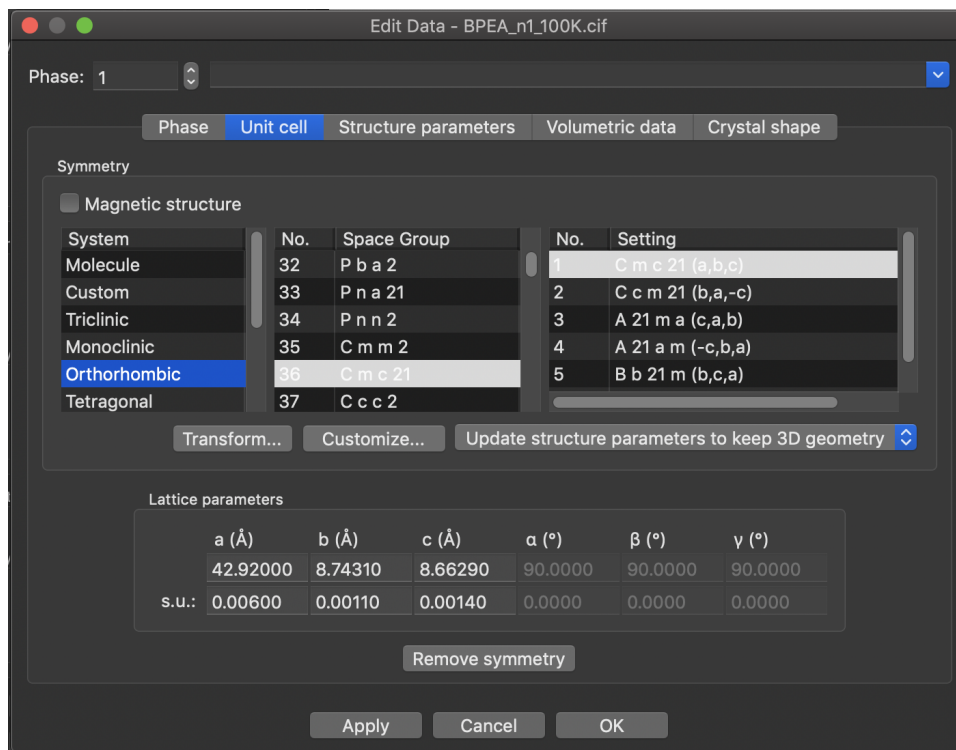 Edit Data - BPEA_n1_100K.cif
Phase: 1
Phase Unit cell Structure parameters Volumetric data Crystal shape
Symmetry
Magnetic structure
System No. Space Group No. Setting
Molecule 32 P b a 2 1 C m c 21 (a,b,c)
Custom 33 P n a 21 2 C c m 21 (b,a,-c)
Triclinic 34 P n n 2 3 A 21 m a (c,a,b)
Monoclinic 35 C m m 2 4 A 21 a m (-c,b,a)
Orthorhombic 36 C m c 21 5 B b 21 m (b,c,a)
Tetragonal 37 C c c 2
Transform... Customize... Update structure parameters to keep 3D geometry
Lattice parameters
a (Å) b (Å) c (Å) α (°) β (°) γ (°)
42.92000 8.74310 8.66290 90.0000 90.0000 90.0000
s.u.: 0.00600 0.00110 0.00140 0.0000 0.0000 0.0000
Remove symmetry
Apply Cancel OK